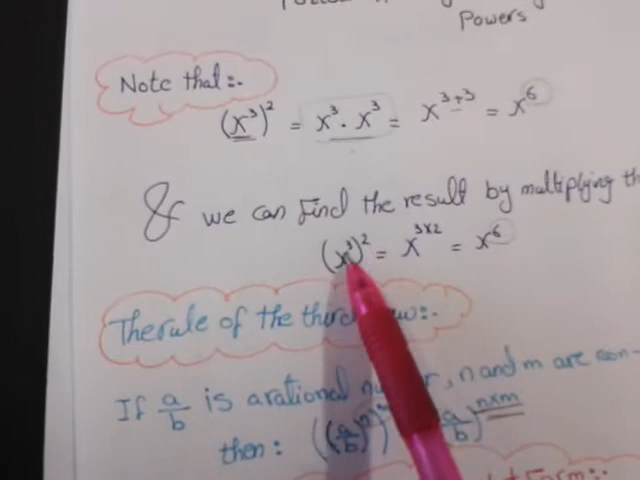 Powers
Note that:-
(x³)² = x³ . x³ = x³⁺³ = x⁶
& we can find the result by multiplying
(x³)² = x³ˣ² = x⁶
The rule of the third
If a/b is a rational, n and m are
then: ((a/b)ⁿ) a/b)ⁿˣᵐ